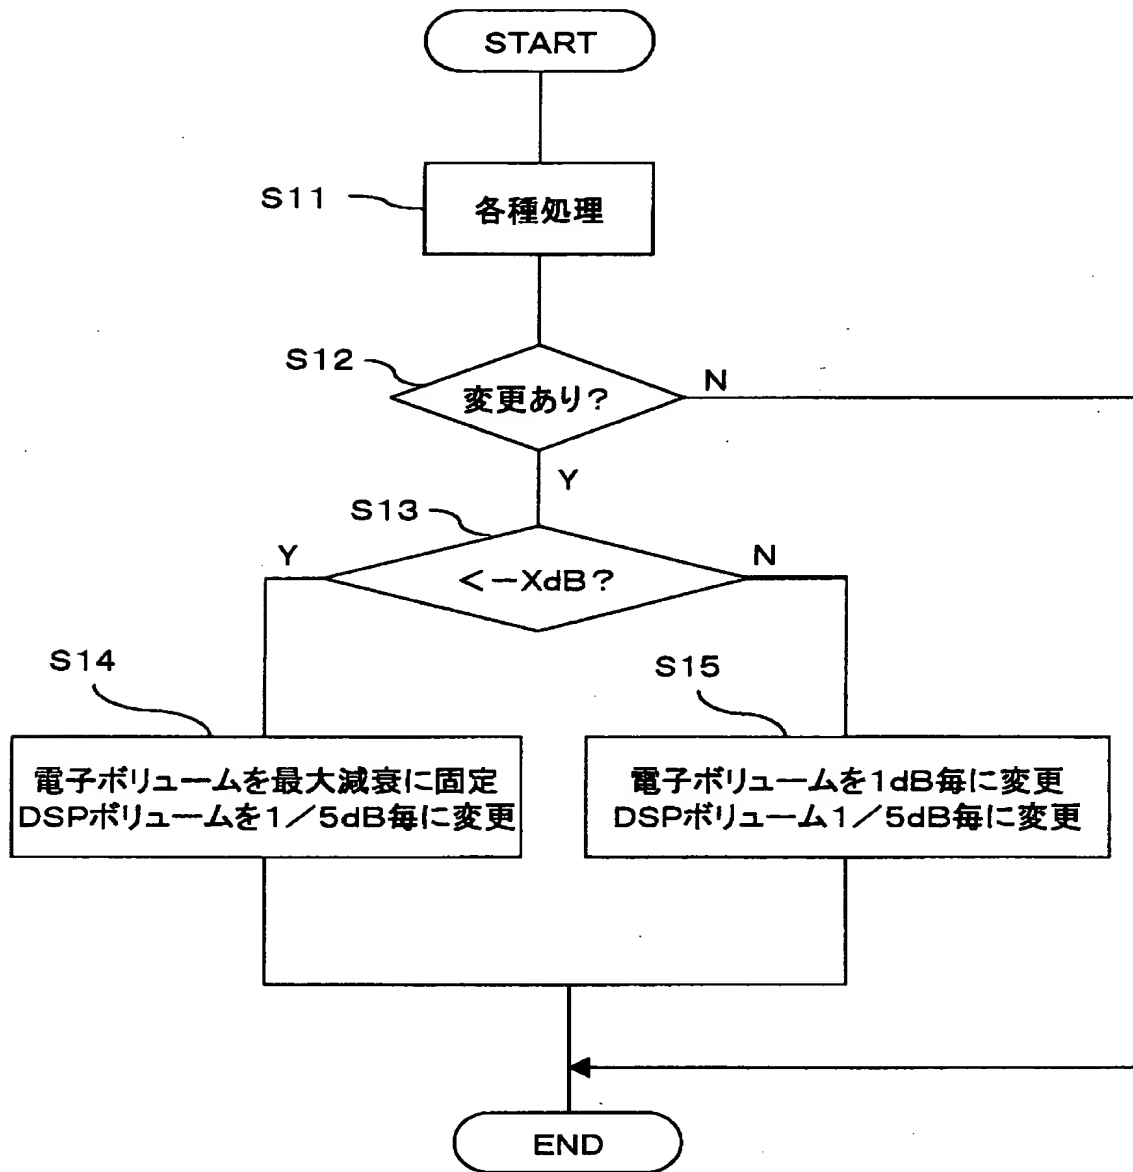 START
S11
各種処理
S12
変更あり?
N
Y
S13
Y
N
<-XdB?
S14
S15
電子ボリュームを最大減衰に固定
DSPボリュームを1/5dB毎に変更
電子ボリュームを1dB毎に変更
DSPボリューム1/5dB毎に変更
END